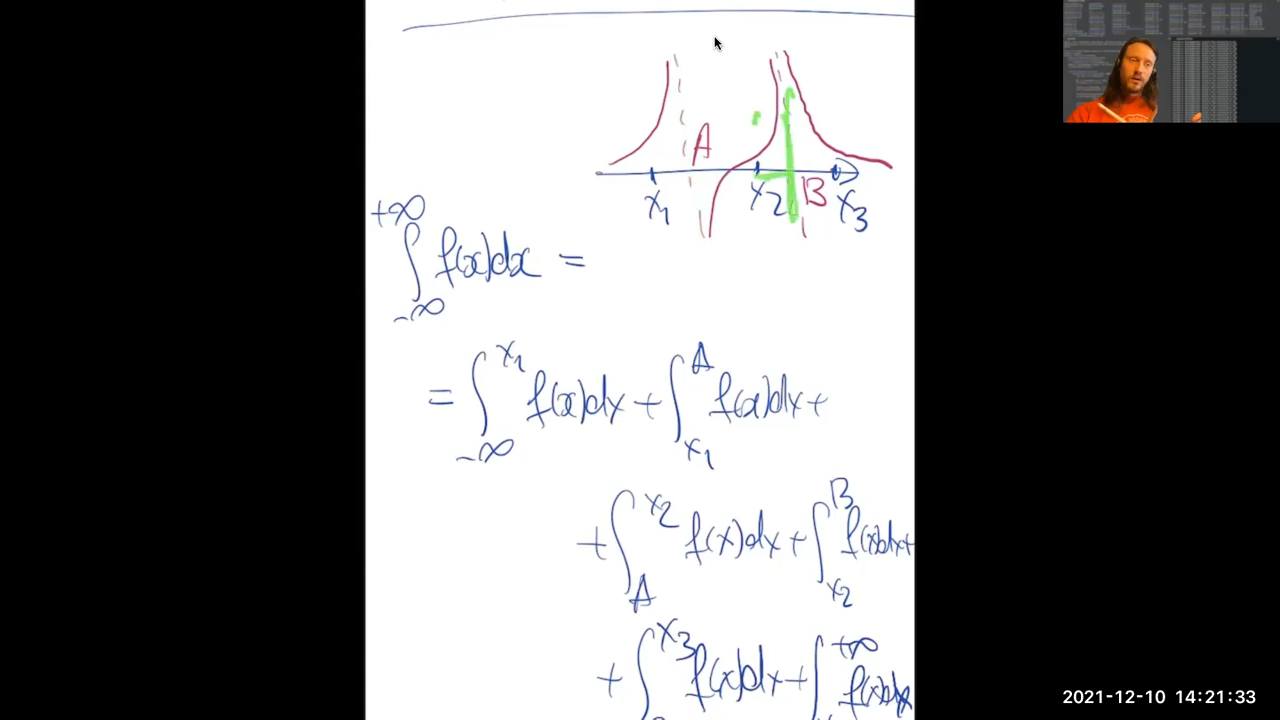 A
x₁ x₂ B x₃
+∞
∫ f(x)dx =
-∞
= ∫_{-∞}^{x₁} f(x)dx + ∫_{x₁}^{A} f(x)dx +
+ ∫_{A}^{x₂} f(x)dx + ∫_{x₂}^{B} f(x)dx +
+ ∫^{x₃} f(x)dx + ∫^{+∞} f(x)dx
2021-12-10 14:21:33